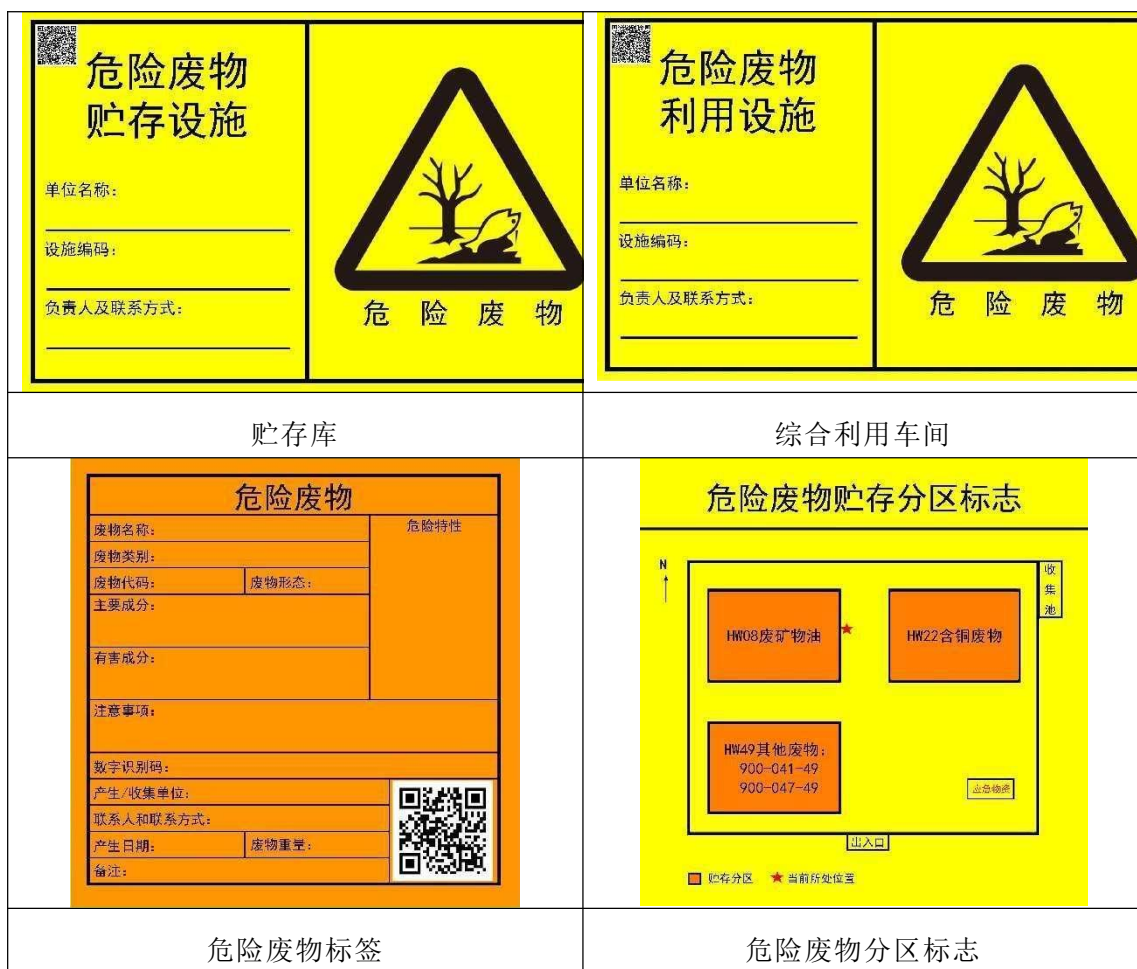 危险废物
贮存设施
单位名称：
设施编码：
负责人及联系方式：
危险废物
危险废物
利用设施
单位名称：
设施编码：
负责人及联系方式：
危险废物
贮存库
综合利用车间
危险废物
废物名称：
危险特性
废物类别：
废物代码：
废物形态：
主要成分：
有害成分：
注意事项：
数字识别码：
产生/收集单位：
联系人和联系方式：
产生日期：
废物重量：
备注：
危险废物贮存分区标志
N
收集池
HW08废矿物油
HW22含铜废物
HW49其他废物：
900-041-49
900-047-49
应急物资
出入口
贮存分区
当前所处位置
危险废物标签
危险废物分区标志